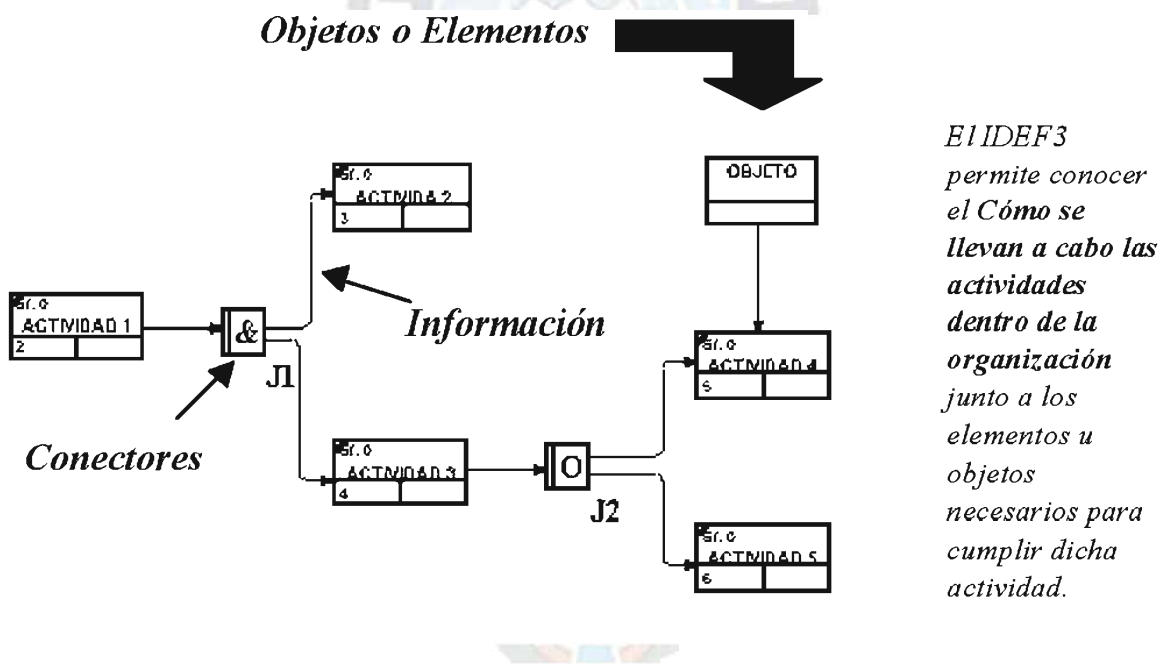 Objetos o Elementos
El IDEF3
permite conocer
el Cómo se
llevan a cabo las
actividades
dentro de la
organización
junto a los
elementos u
objetos
necesarios para
cumplir dicha
actividad.
OBJETO
ACTIVIDA 2
3
Información
ACTIVIDAD 1
2
&
J1
Conectores
ACTIVIDAD 4
5
ACTIVIDAD 3
4
O
J2
ACTIVIDAD 5
6